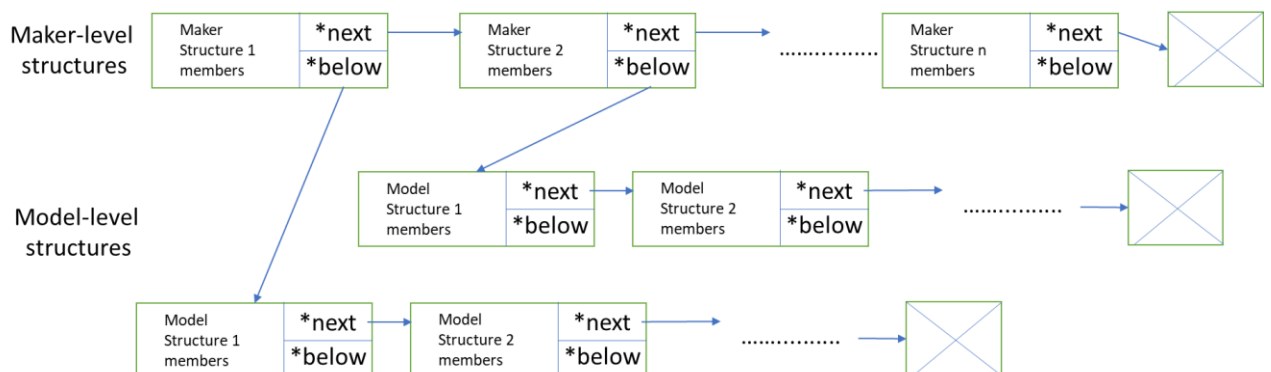 Maker-level
structures
Maker
Structure 1
members
*next
*below
Maker
Structure 2
members
*next
*below
................
Maker
Structure n
members
*next
*below
Model-level
structures
Model
Structure 1
members
*next
*below
Model
Structure 2
members
*next
*below
................
Model
Structure 1
members
*next
*below
Model
Structure 2
members
*next
*below
................